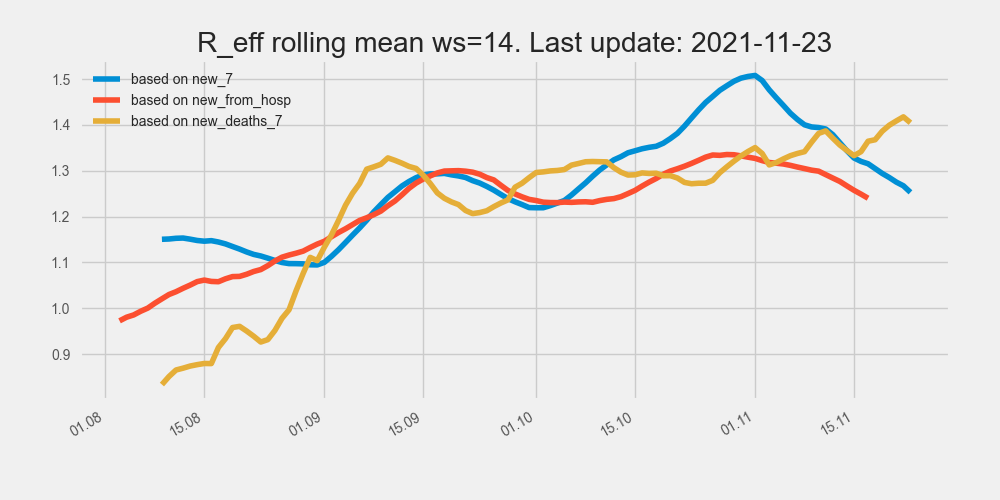 R_eff rolling mean ws=14. Last update: 2021-11-23
based on new_7
based on new_from_hosp
based on new_deaths_7
1.5
1.4
1.3
1.2
1.1
1.0
0.9
01.08 15.08 01.09 15.09 01.10 15.10 01.11 15.11